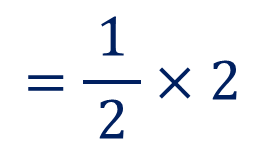 = 1/2 × 2